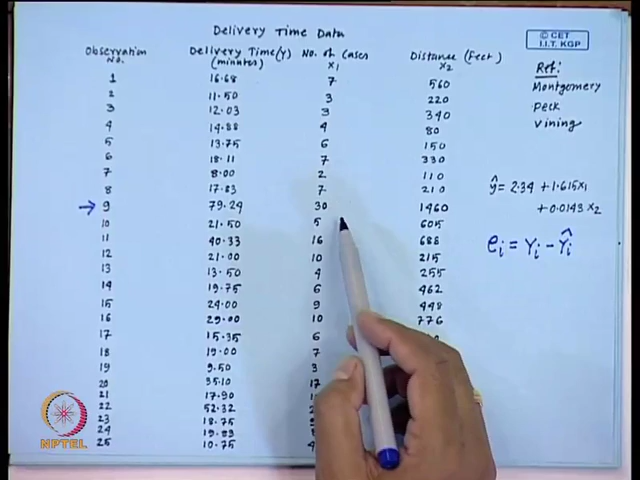 Delivery Time Data
© CET
I.I.T. KGP
Observation No. Delivery Time (Y) (minutes) No. of Cases x1 Distance (Feet) x2
1 16.68 7 560
2 11.50 3 220
3 12.03 3 340
4 14.88 4 80
5 13.75 6 150
6 18.11 7 330
7 8.00 2 110
8 17.83 7 210
→ 9 79.24 30 1460
10 21.50 5 605
11 40.33 16 688
12 21.00 10 215
13 13.50 4 255
14 19.75 6 462
15 24.00 9 448
16 29.00 10 776
17 15.35 6
18 19.00 7
19 9.50 3
20 35.10 17
21 17.90
22 52.32
23 18.75
24 19.83
25 10.75 4
Ref:
Montgomery
Peck
Vining
ŷ = 2.34 + 1.615x1
+ 0.0143 x2
ei = Yi − Ŷi
NPTEL